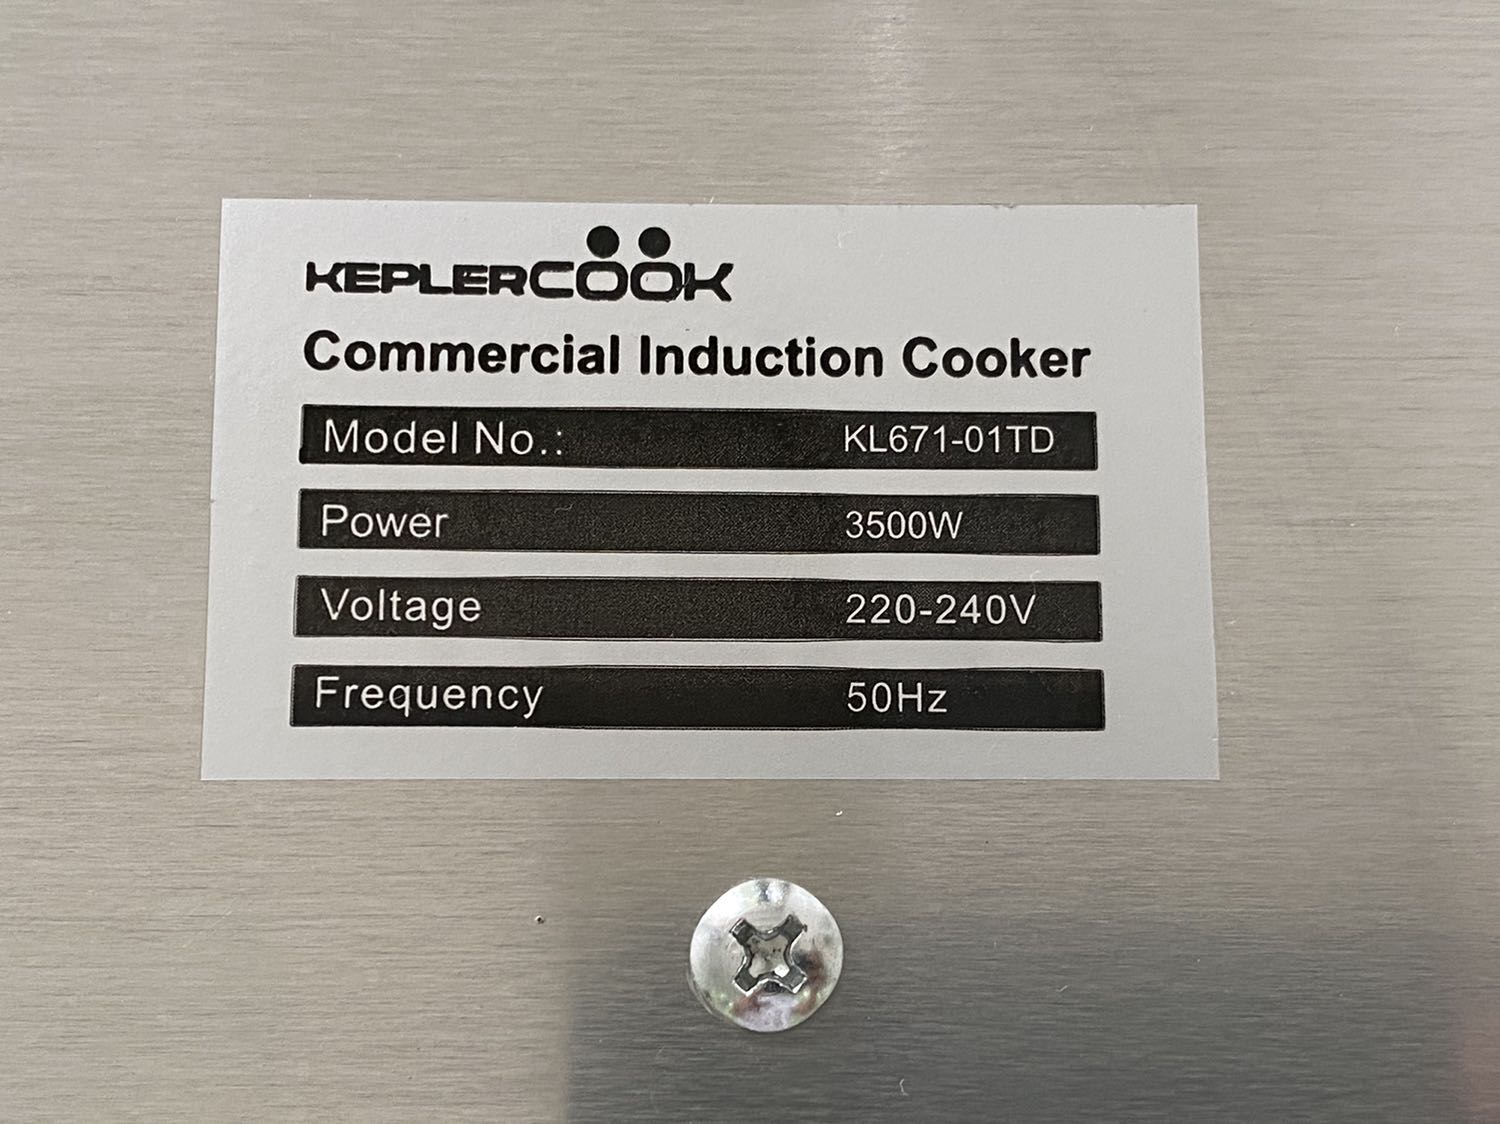 KEPLERCOOK
Commercial Induction Cooker
Model No.: KL671-01TD
Power 3500W
Voltage 220-240V
Frequency 50Hz